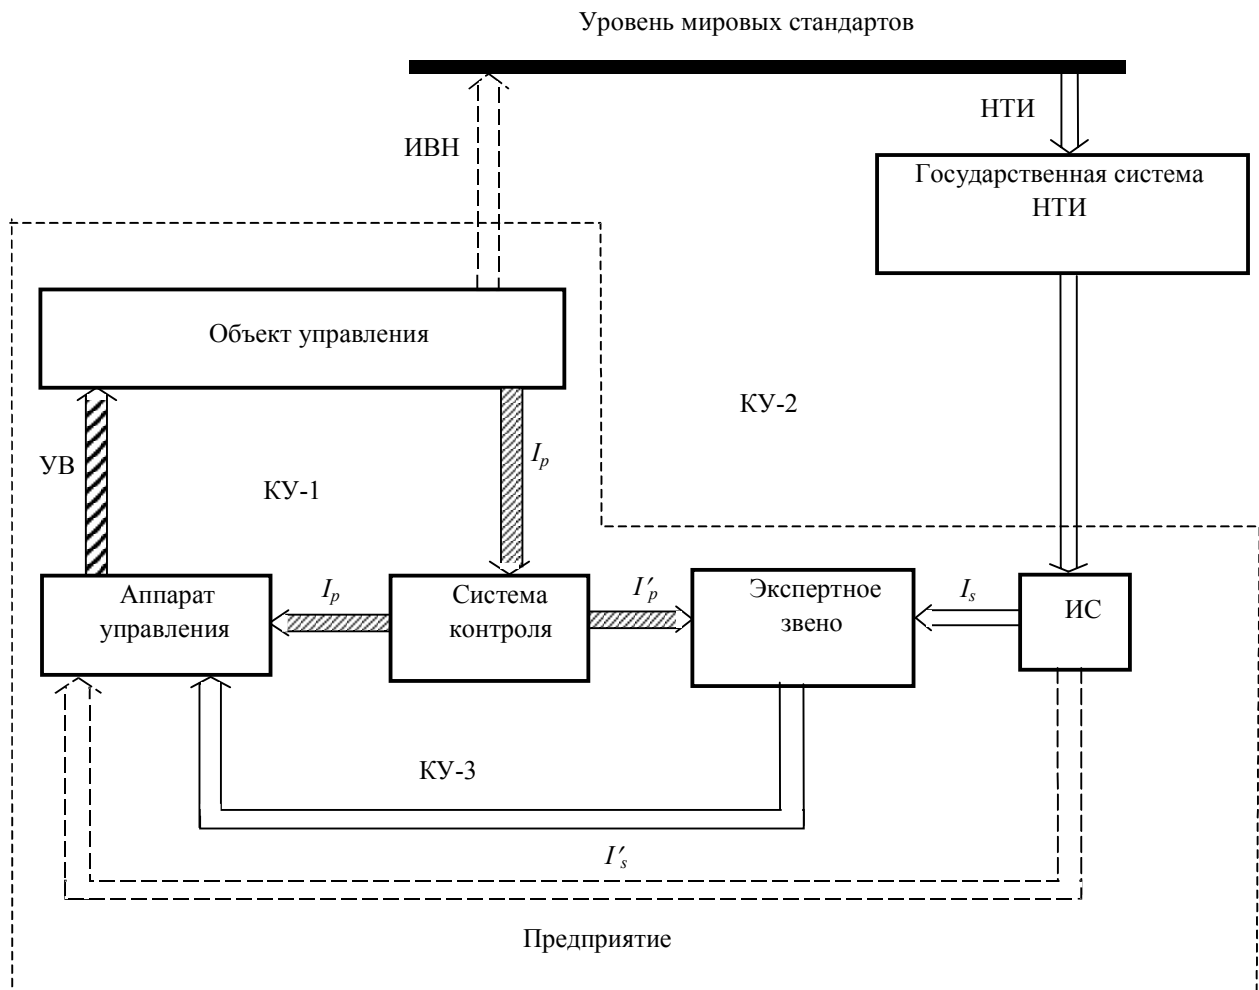 Уровень мировых стандартов
НТИ
ИВН
Государственная система
НТИ
Объект управления
КУ-2
УВ
I_p
КУ-1
Аппарат
управления
I_p
Система
контроля
I′_p
Экспертное
звено
I_s
ИС
КУ-3
I′_s
Предприятие